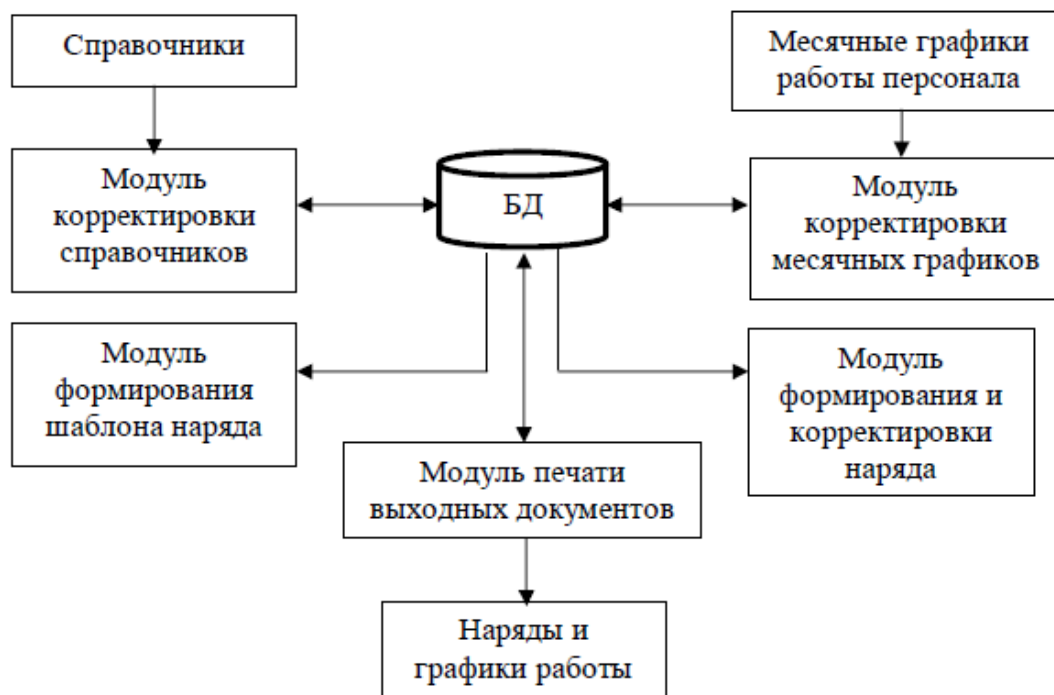 Справочники
Месячные графики
работы персонала
Модуль
корректировки
справочников
БД
Модуль
корректировки
месячных графиков
Модуль
формирования
шаблона наряда
Модуль
формирования и
корректировки
наряда
Модуль печати
выходных документов
Наряды и
графики работы